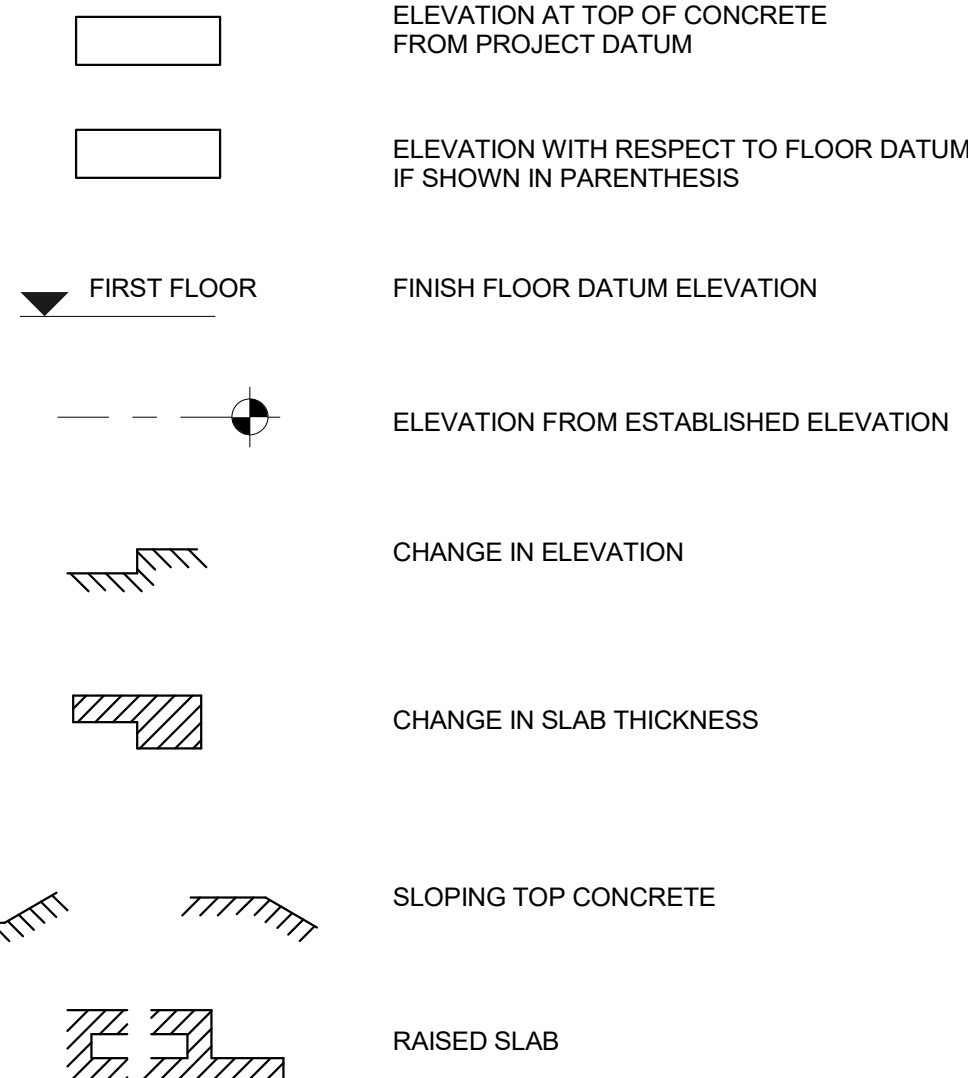 ELEVATION AT TOP OF CONCRETE
FROM PROJECT DATUM
ELEVATION WITH RESPECT TO FLOOR DATUM
IF SHOWN IN PARENTHESIS
FIRST FLOOR
FINISH FLOOR DATUM ELEVATION
ELEVATION FROM ESTABLISHED ELEVATION
CHANGE IN ELEVATION
CHANGE IN SLAB THICKNESS
SLOPING TOP CONCRETE
RAISED SLAB